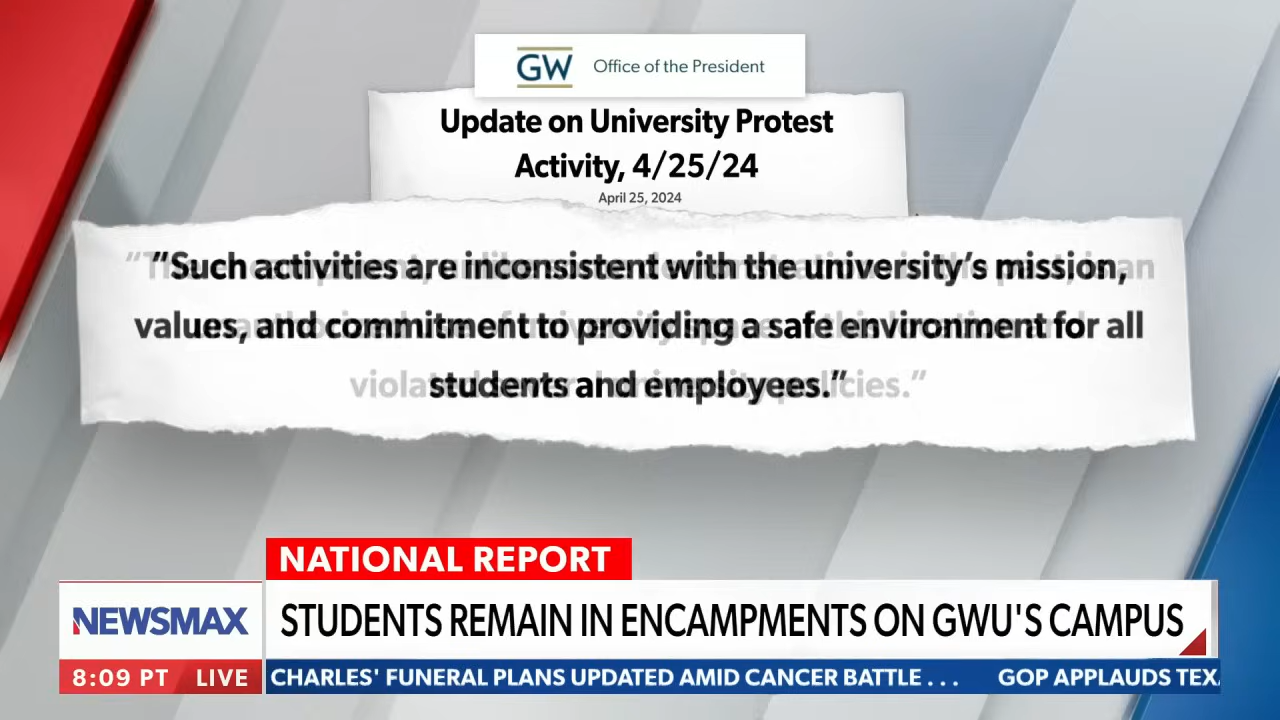 GW Office of the President
Update on University Protest
Activity, 4/25/24
April 25, 2024
"Such activities are inconsistent with the university's mission,
values, and commitment to providing a safe environment for all
students and employees."
NATIONAL REPORT
NEWSMAX
STUDENTS REMAIN IN ENCAMPMENTS ON GWU'S CAMPUS
8:09 PT LIVE
CHARLES' FUNERAL PLANS UPDATED AMID CANCER BATTLE . . . GOP APPLAUDS TEX